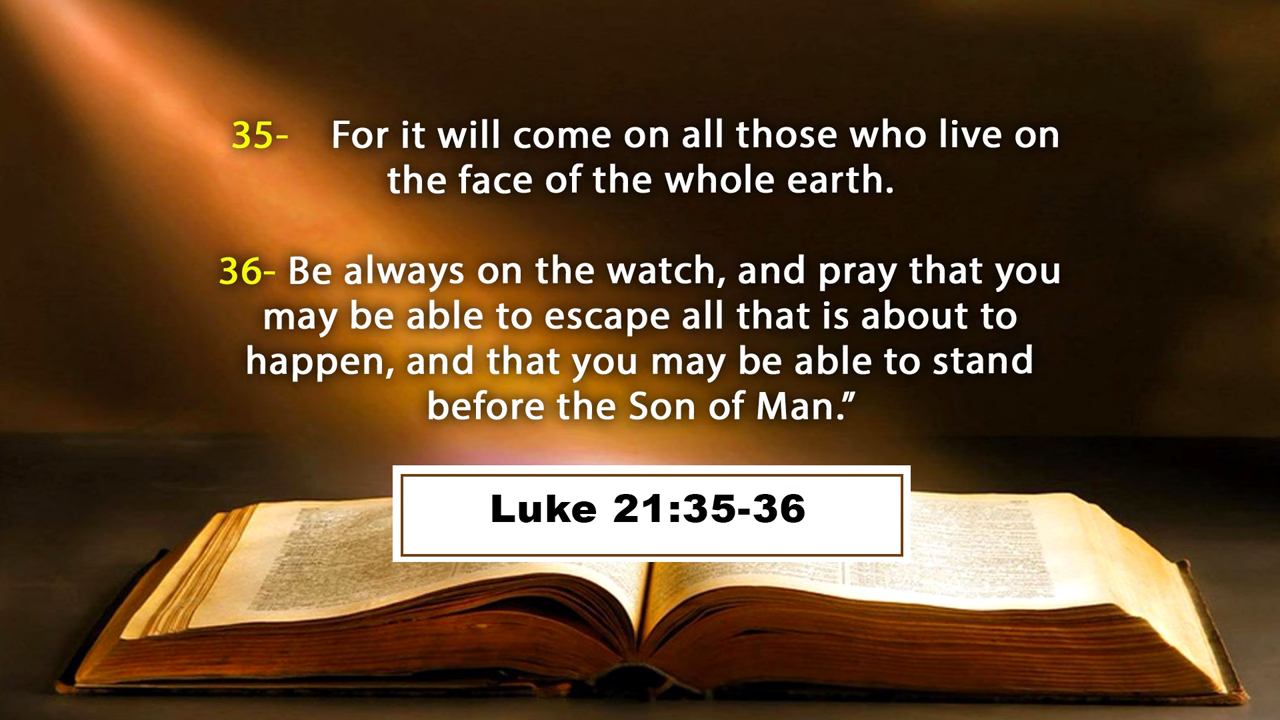 35- For it will come on all those who live on
the face of the whole earth.
36- Be always on the watch, and pray that you
may be able to escape all that is about to
happen, and that you may be able to stand
before the Son of Man.”
Luke 21:35-36